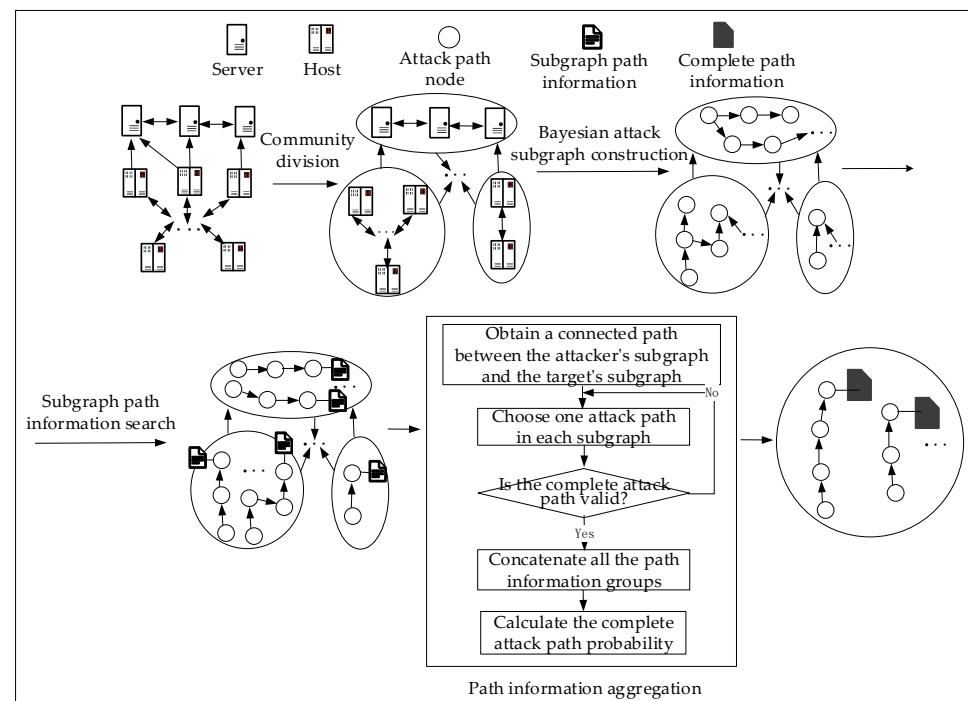 Server
Host
Attack path
node
Subgraph path
information
Complete path
information
Community
division
Bayesian attack
subgraph construction
Subgraph path
information search
Obtain a connected path
between the attacker's subgraph
and the target's subgraph
No
Choose one attack path
in each subgraph
Is the complete attack
path valid?
Yes
Concatenate all the path
information groups
Calculate the complete
attack path probability
Path information aggregation